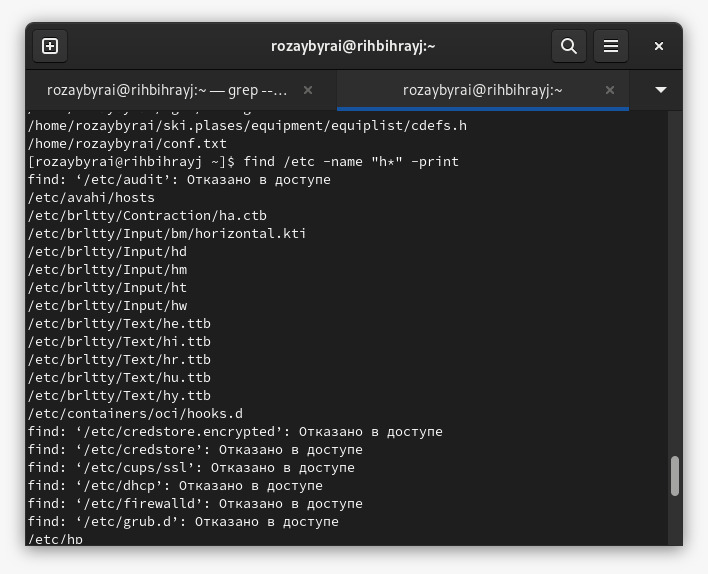 rozaybyrai@rihbihrayj:~
rozaybyrai@rihbihrayj:~ — grep --…
rozaybyrai@rihbihrayj:~
/home/rozaybyrai/ski.plases/equipment/equiplist/cdefs.h
/home/rozaybyrai/conf.txt
[rozaybyrai@rihbihrayj ~]$ find /etc -name "h*" -print
find: ‘/etc/audit’: Отказано в доступе
/etc/avahi/hosts
/etc/brltty/Contraction/ha.ctb
/etc/brltty/Input/bm/horizontal.kti
/etc/brltty/Input/hd
/etc/brltty/Input/hm
/etc/brltty/Input/ht
/etc/brltty/Input/hw
/etc/brltty/Text/he.ttb
/etc/brltty/Text/hi.ttb
/etc/brltty/Text/hr.ttb
/etc/brltty/Text/hu.ttb
/etc/brltty/Text/hy.ttb
/etc/containers/oci/hooks.d
find: ‘/etc/credstore.encrypted’: Отказано в доступе
find: ‘/etc/credstore’: Отказано в доступе
find: ‘/etc/cups/ssl’: Отказано в доступе
find: ‘/etc/dhcp’: Отказано в доступе
find: ‘/etc/firewalld’: Отказано в доступе
find: ‘/etc/grub.d’: Отказано в доступе
/etc/hp